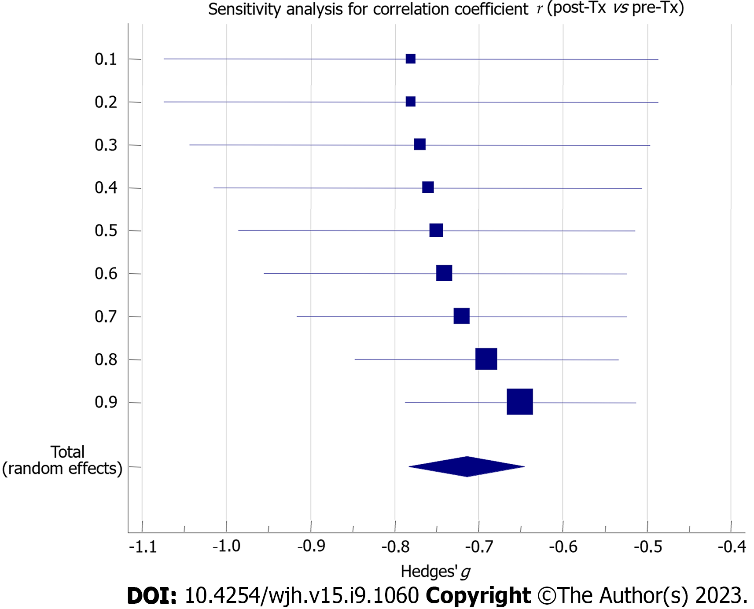 Sensitivity analysis for correlation coefficient r (post-Tx vs pre-Tx)
0.1
0.2
0.3
0.4
0.5
0.6
0.7
0.8
0.9
Total
(random effects)
-1.1 -1.0 -0.9 -0.8 -0.7 -0.6 -0.5 -0.4
Hedges' g
DOI: 10.4254/wjh.v15.i9.1060 Copyright ©The Author(s) 2023.